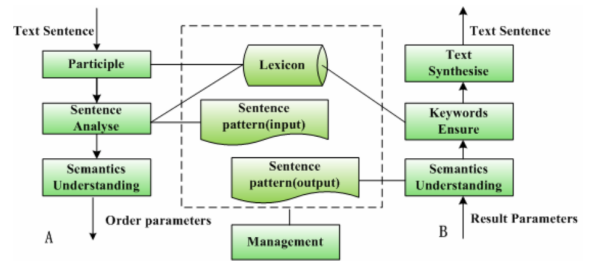 Text Sentence
Participle
Sentence
Analyse
Semantics
Understanding
Order parameters
A
Lexicon
Sentence
pattern(input)
Sentence
pattern(output)
Management
Text Sentence
Text
Synthesise
Keywords
Ensure
Semantics
Understanding
B
Result Parameters